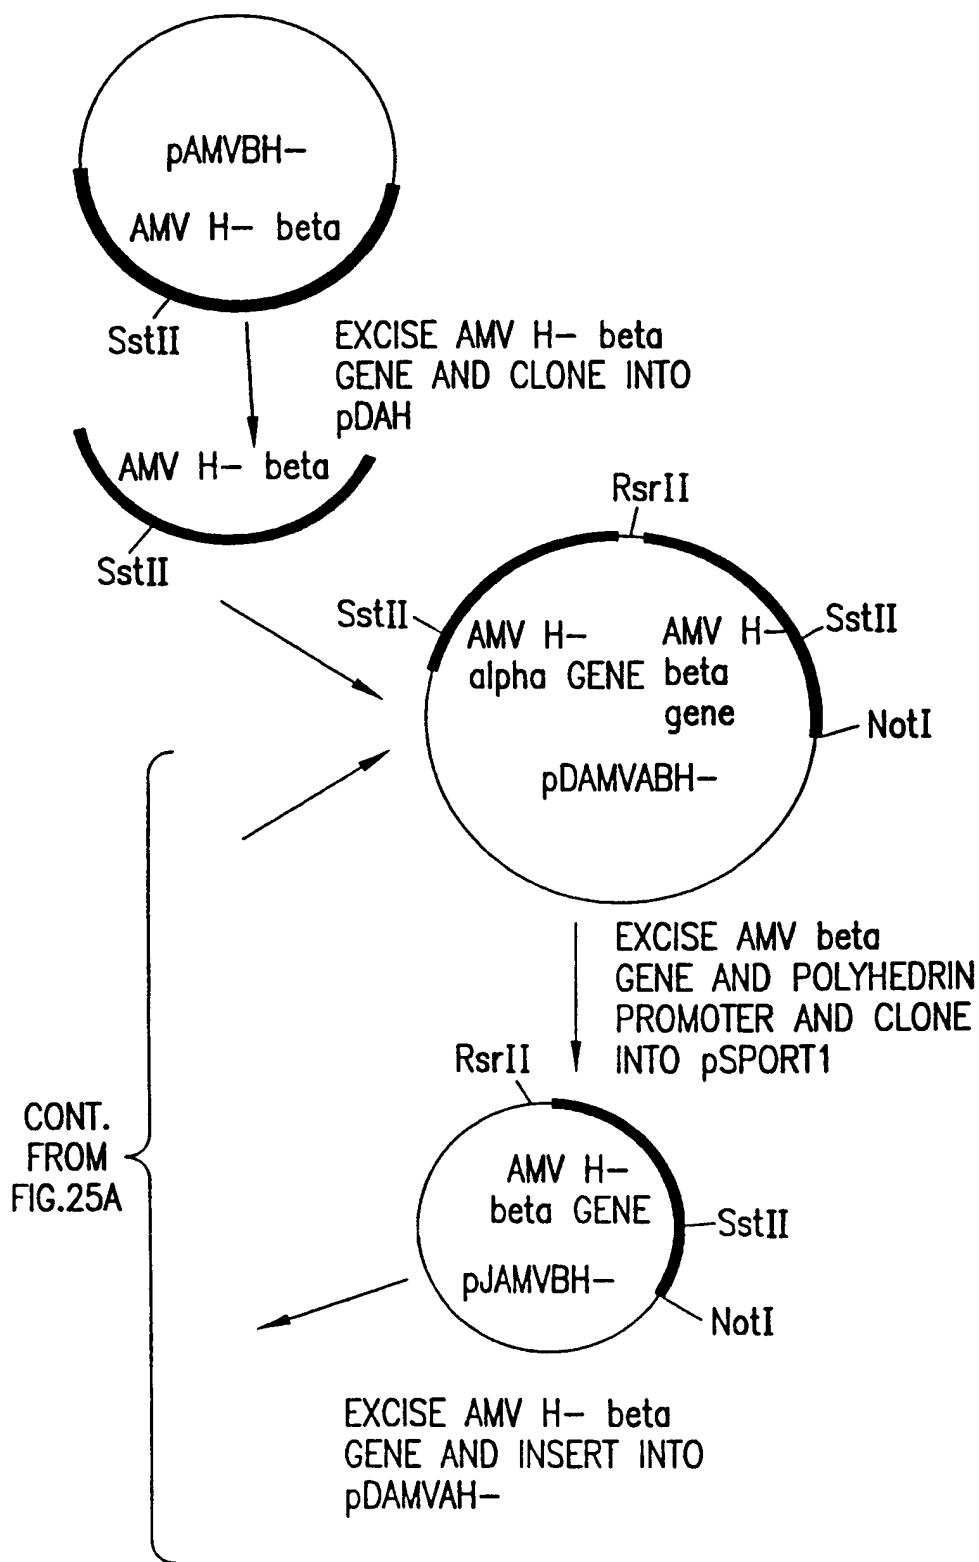 pAMVBH–
AMV H– beta
SstII
EXCISE AMV H– beta
GENE AND CLONE INTO
pDAH
AMV H– beta
SstII
RsrII
SstII
AMV H–
alpha GENE
AMV H–
beta
gene
SstII
NotI
pDAMVABH–
EXCISE AMV beta
GENE AND POLYHEDRIN
PROMOTER AND CLONE
INTO pSPORT1
RsrII
CONT.
FROM
FIG.25A
AMV H–
beta GENE
SstII
pJAMVBH–
NotI
EXCISE AMV H– beta
GENE AND INSERT INTO
pDAMVAH–